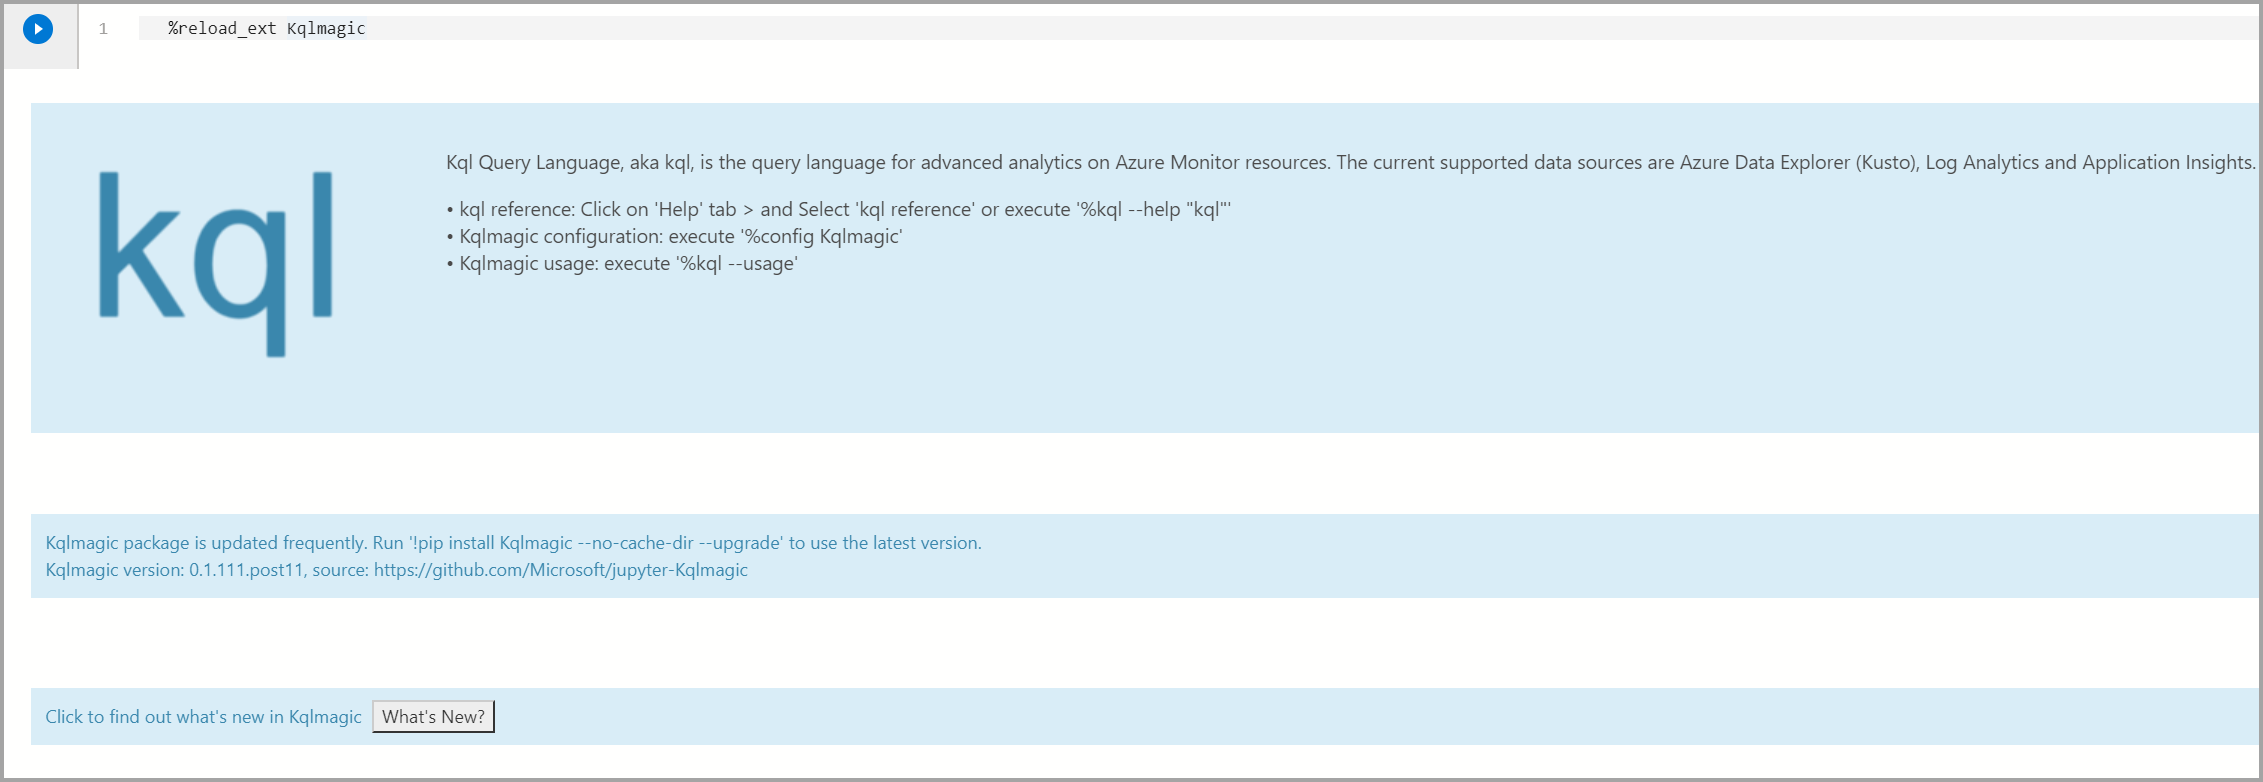 1 %reload_ext Kqlmagic
kql
Kql Query Language, aka kql, is the query language for advanced analytics on Azure Monitor resources. The current supported data sources are Azure Data Explorer (Kusto), Log Analytics and Application Insights.
• kql reference: Click on 'Help' tab > and Select 'kql reference' or execute '%kql --help "kql"'
• Kqlmagic configuration: execute '%config Kqlmagic'
• Kqlmagic usage: execute '%kql --usage'
Kqlmagic package is updated frequently. Run '!pip install Kqlmagic --no-cache-dir --upgrade' to use the latest version.
Kqlmagic version: 0.1.111.post11, source: https://github.com/Microsoft/jupyter-Kqlmagic
Click to find out what's new in Kqlmagic What's New?